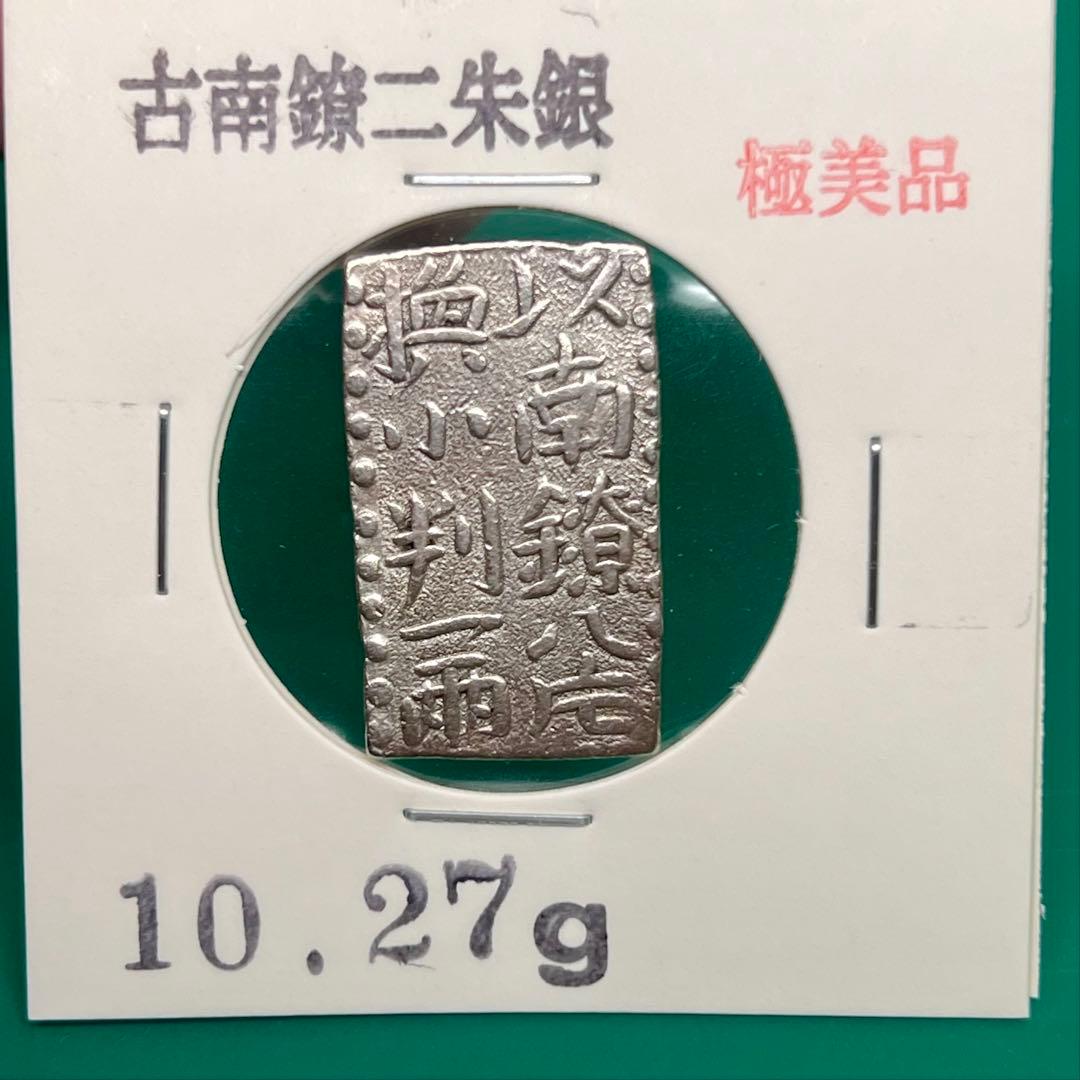 古南鐐二朱銀
極美品
以南鐐八片
換小判一兩
10.27g